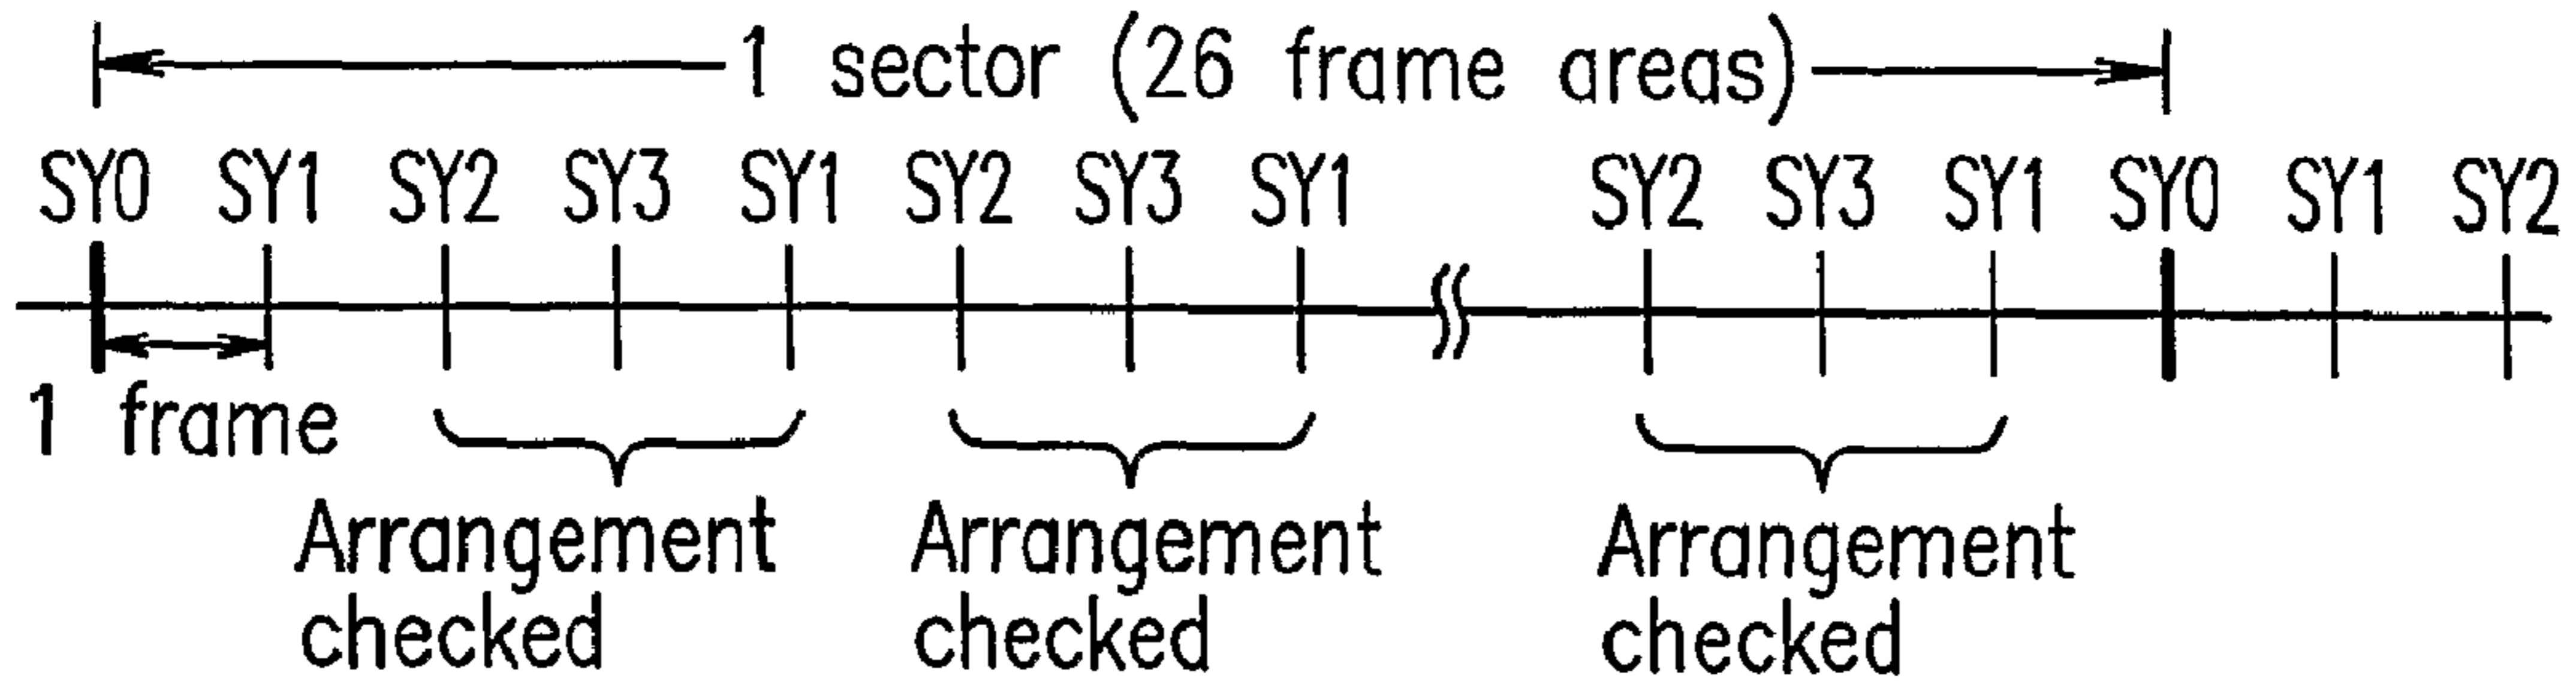 1 sector (26 frame areas)
SY0 SY1 SY2 SY3 SY1 SY2 SY3 SY1 SY2 SY3 SY1 SY0 SY1 SY2
1 frame
Arrangement checked
Arrangement checked
Arrangement checked